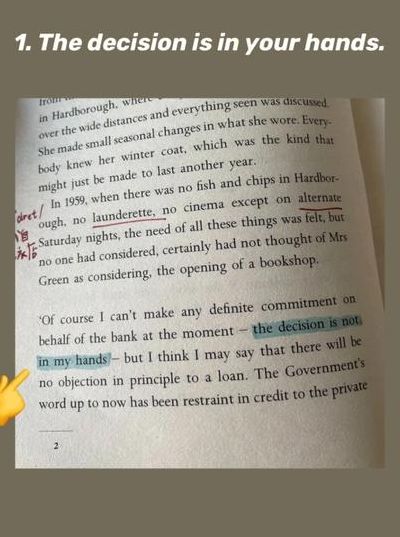 1. The decision is in your hands.
in Hardborough, where
over the wide distances and everything seen was discussed.
She made small seasonal changes in what she wore. Every-
body knew her winter coat, which was the kind that
might just be made to last another year.
In 1959, when there was no fish and chips in Hardbor-
ough, no launderette, no cinema except on alternate
Saturday nights, the need of all these things was felt, but
no one had considered, certainly had not thought of Mrs
Green as considering, the opening of a bookshop.
‘Of course I can’t make any definite commitment on
behalf of the bank at the moment – the decision is not
in my hands – but I think I may say that there will be
no objection in principle to a loan. The Government’s
word up to now has been restraint in credit to the private
2